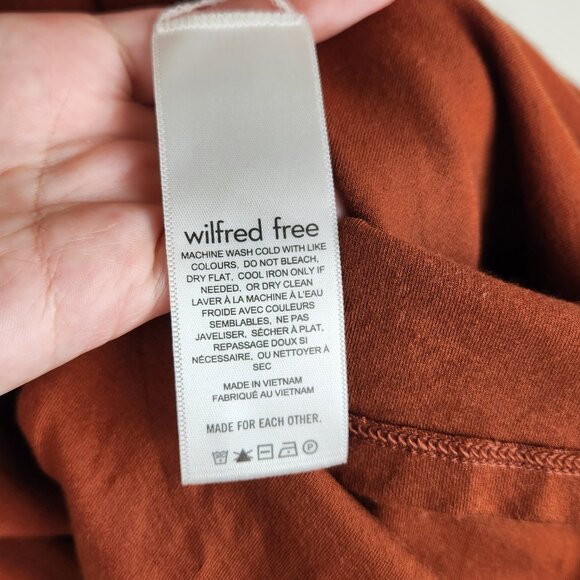 wilfred free
MACHINE WASH COLD WITH LIKE
COLOURES, DO NOT BLEACH,
DRY FLAT, COOL IRON ONLY IF
NEEDED, OR DRY CLEAN
LAVER À LA MACHINE À L'EAU
FROIDE AVEC COULEURS
SEMBLABLES, NE PAS
JAVELISER, SÉCHER À PLAT,
REPASSAGE DOUX SI
NÉCESSAIRE, OU NETTOYER À
SEC
MADE IN VIETNAM
FABRIQUÉ AU VIETNAM
MADE FOR EACH OTHER.
P